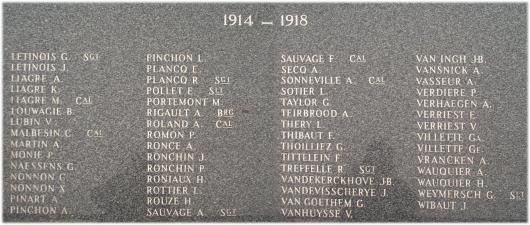 1914 – 1918
LETINOIS G. SGT
LETINOIS J.
LIAGRE A.
LIAGRE K.
LIAGRE M. CAL
LOUWAGIE B.
LUBIN V.
MALBESIN C. CAL
MARTIN A.
MONIE P.
NAESSENS G.
NONNON C.
NONNON X.
PINART A.
PINCHON A.
PINCHON L.
PLANCQ E.
PLANCQ R. SGT
POLLET E. SGT
PORTEMONT M.
RIGAULT A. BRG
ROLAND A. CAL
ROMON P.
RONCE A.
RONCHIN J.
RONCHIN P.
ROSIAUX H.
ROTTIER L.
ROUZE H.
SAUVAGE A. SGT
SAUVAGE F. CAL
SECQ A.
SONNEVILLE A. CAL
SOTIER L.
TAYLOR G.
TEIRBROOD A.
THERY L.
THIBAUT F.
THOILLIEZ G.
TITTELEIN F.
TREFFELLE R. SGT
VANDEKERCKHOVE JB.
VANDEVISSCHERYE J.
VAN GOETHEM G.
VANHUYSSE V.
VAN INGH JB.
VANSNICK A.
VASSEUR A.
VERDIERE P.
VERHAEGEN A.
VERRIEST E.
VERRIEST V.
VILLETTE GA.
VILLETTE GE.
VRANCKEN A.
WAUQUIER A.
WAUQUIER H.
WEYMERSCH G. SGT
WIBAUT J.